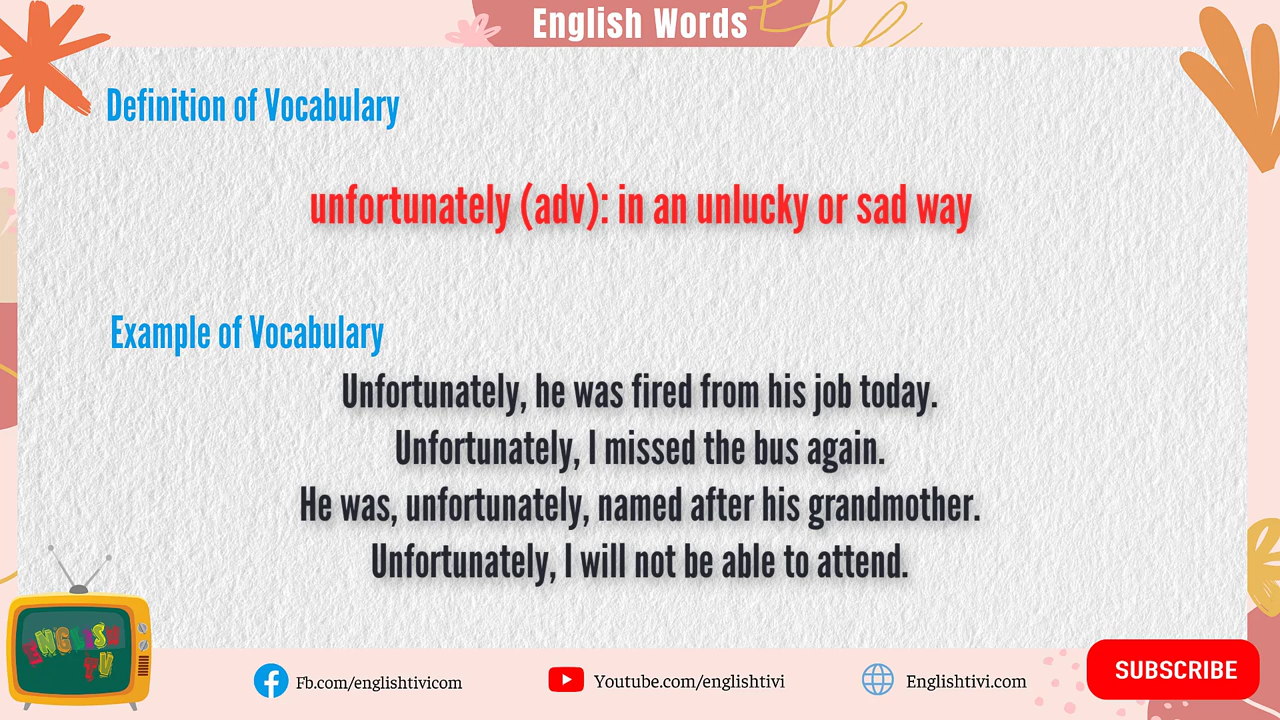 English Words
Definition of Vocabulary
unfortunately (adv): in an unlucky or sad way
Example of Vocabulary
Unfortunately, he was fired from his job today.
Unfortunately, I missed the bus again.
He was, unfortunately, named after his grandmother.
Unfortunately, I will not be able to attend.
ENGLISH
TV
Fb.com/englishtivicom
Youtube.com/englishtivi
Englishtivi.com
SUBSCRIBE